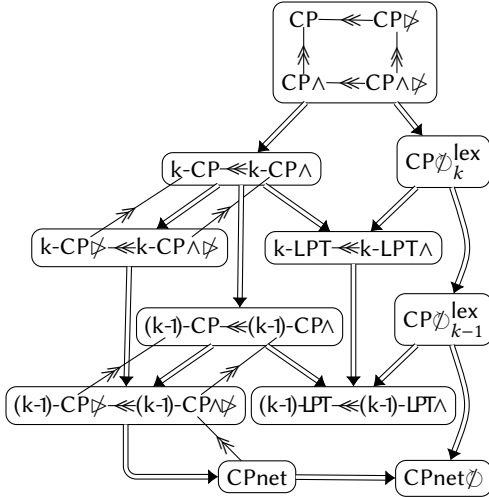 CP CP⋫
CP∧ CP∧⋫
k-CP k-CP∧
CP∅̸ lex k
k-CP⋫ k-CP∧⋫
k-LPT k-LPT∧
(k-1)-CP (k-1)-CP∧
CP∅̸ lex k−1
(k-1)-CP⋫ (k-1)-CP∧⋫
(k-1)-LPT (k-1)-LPT∧
CPnet CPnet∅̸